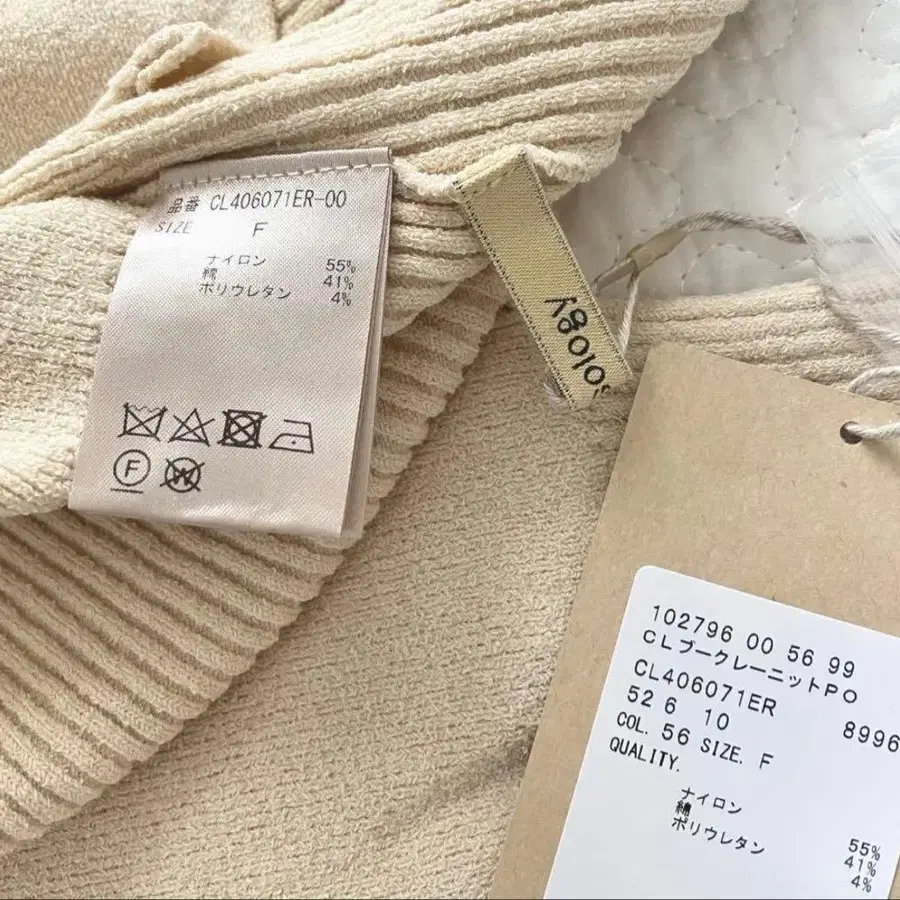 品番 CL406071ER-00
SIZE F
ナイロン 55%
綿 41%
ポリウレタン 4%
F
W
ology
102796 00 56 99
CLブークレーニットPO
CL406071ER 8996
52 6 10
COL. 56 SIZE. F
QUALITY.
ナイロン 55%
綿 41%
ポリウレタン 4%